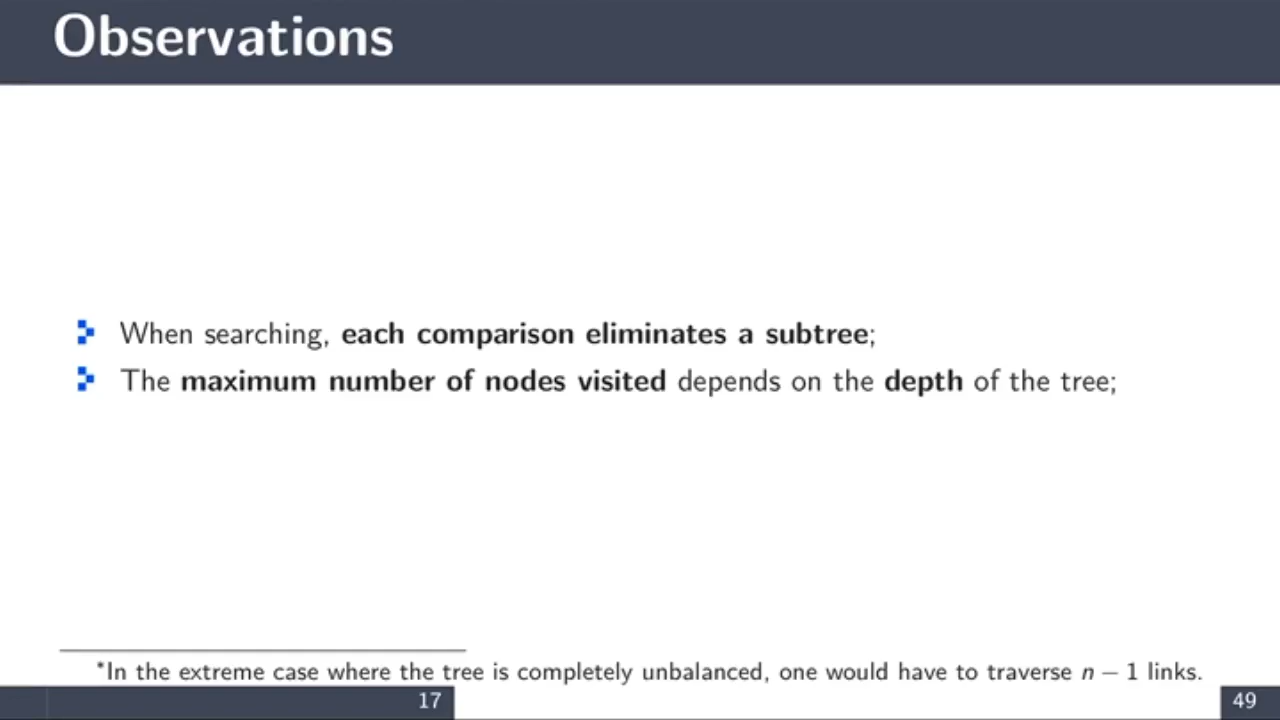 Observations
When searching, each comparison eliminates a subtree;
The maximum number of nodes visited depends on the depth of the tree;
*In the extreme case where the tree is completely unbalanced, one would have to traverse n − 1 links.
17
49